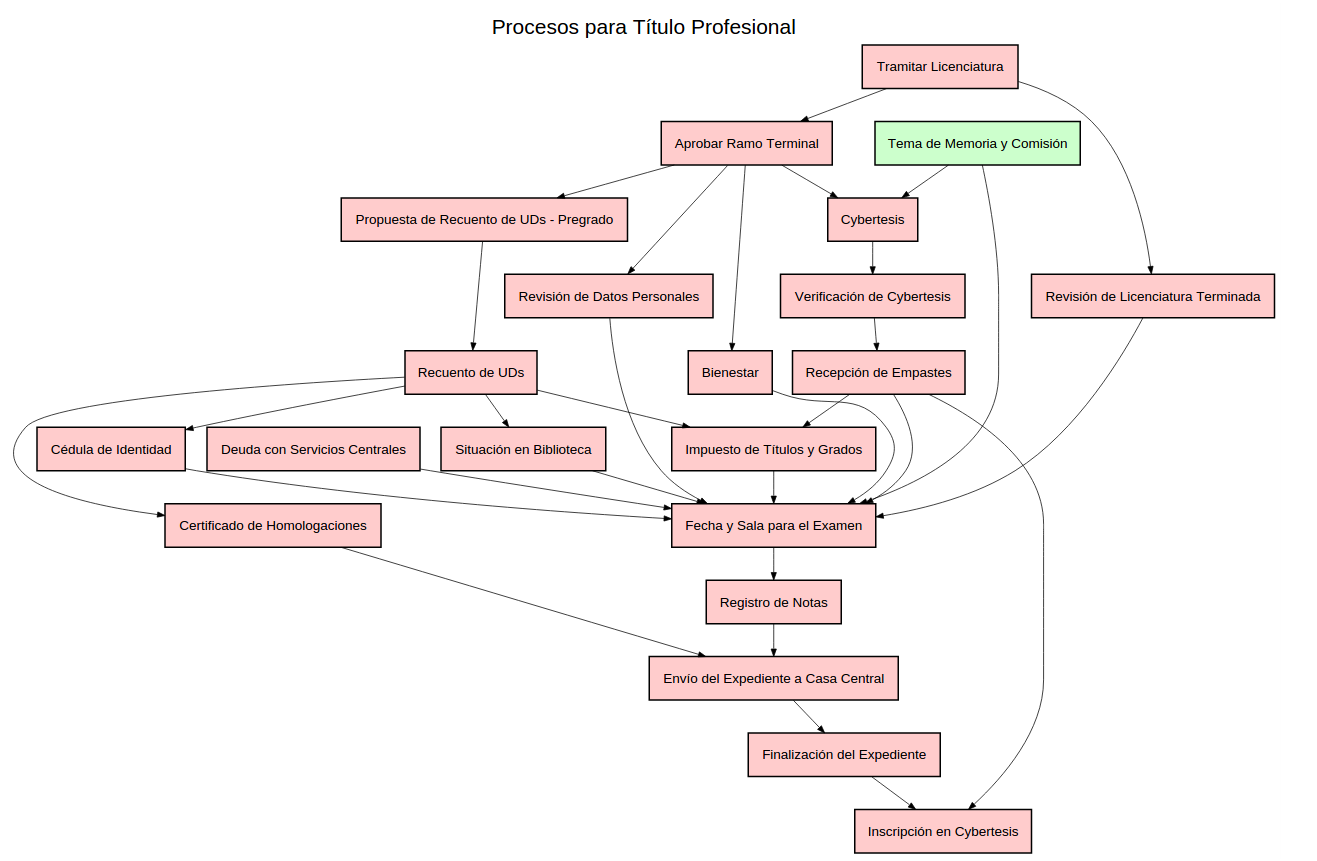 Procesos para Título Profesional
Tramitar Licenciatura
Aprobar Ramo Terminal
Tema de Memoria y Comisión
Propuesta de Recuento de UDs - Pregrado
Cybertesis
Revisión de Datos Personales
Verificación de Cybertesis
Revisión de Licenciatura Terminada
Recuento de UDs
Bienestar
Recepción de Empastes
Cédula de Identidad
Deuda con Servicios Centrales
Situación en Biblioteca
Impuesto de Títulos y Grados
Certificado de Homologaciones
Fecha y Sala para el Examen
Registro de Notas
Envío del Expediente a Casa Central
Finalización del Expediente
Inscripción en Cybertesis